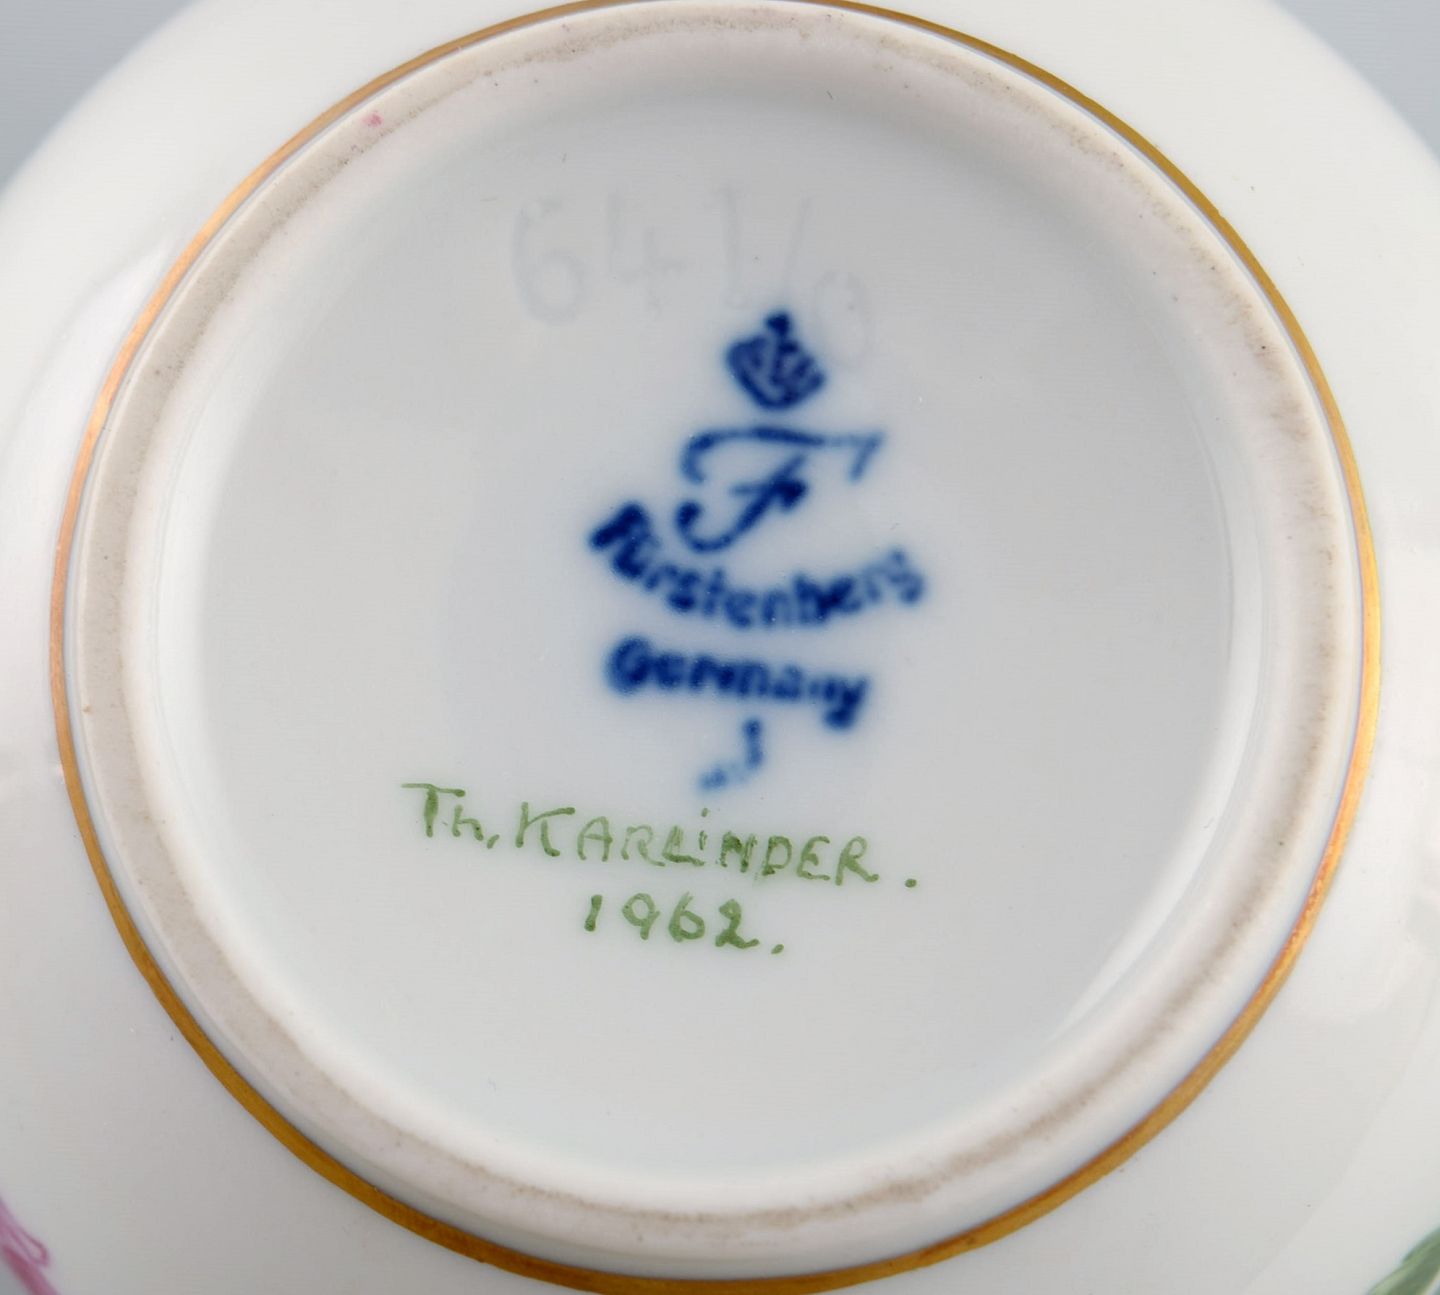 F
Fürstenberg
Germany
Th. KARLiNDER.
1962.